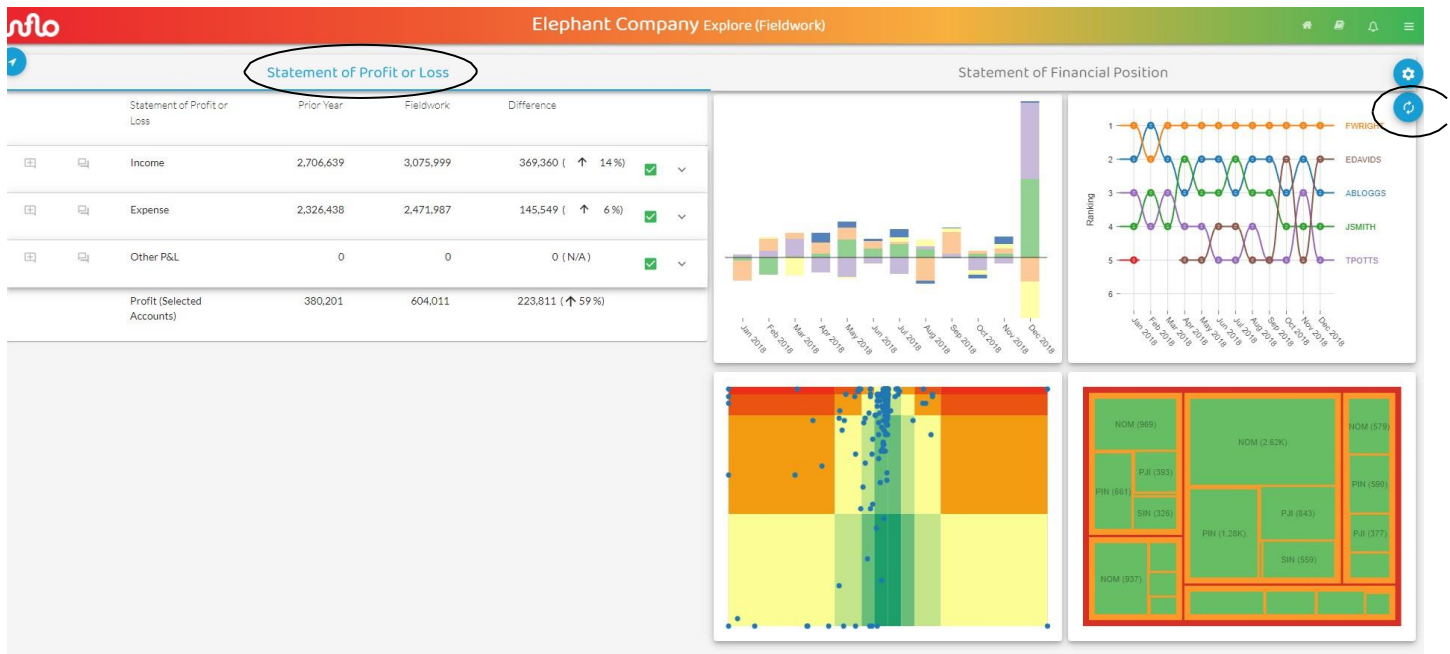 inflo
Elephant Company Explore (Fieldwork)
Statement of Profit or Loss
Statement of Financial Position
Statement of Profit or Loss Prior Year Fieldwork Difference
Income 2,706,639 3,075,999 369,360 ( ↑ 14 %)
Expense 2,326,438 2,471,987 145,549 ( ↑ 6 %)
Other P&L 0 0 0 ( N/A )
Profit (Selected Accounts) 380,201 604,011 223,811 (↑ 59 %)
Jan 2018
Feb 2018
Mar 2018
Apr 2018
May 2018
Jun 2018
Jul 2018
Aug 2018
Sep 2018
Oct 2018
Nov 2018
Dec 2018
Ranking
1
2
3
4
5
6
FWRIGHT
EDAVIDS
ABLOGGS
JSMITH
TPOTTS
Jan 2018
Feb 2018
Mar 2018
Apr 2018
May 2018
Jun 2018
Jul 2018
Aug 2018
Sep 2018
Oct 2018
Nov 2018
Dec 2018
NOM (969)
PJI (393)
PIN (661)
SIN (326)
NOM (937)
NOM (2.62K)
PIN (1.28K)
PJI (843)
SIN (559)
NOM (579)
PIN (590)
PJI (377)